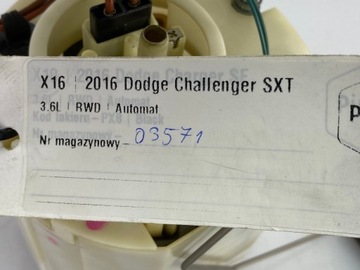 X16 | 2016 Dodge Challenger SXT
3.6L | RWD | Automat
Nr magazynowy - 03571